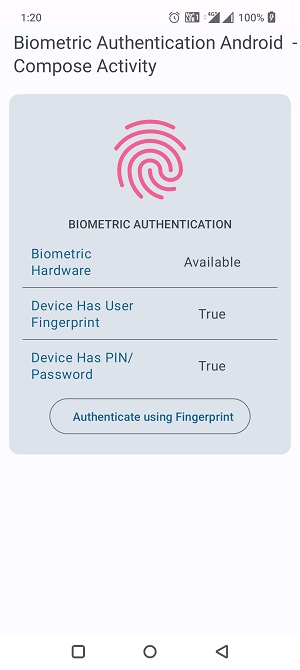 1:20 4G 100%
Biometric Authentication Android -
Compose Activity
BIOMETRIC AUTHENTICATION
Biometric
Hardware
Available
Device Has User
Fingerprint
True
Device Has PIN/
Password
True
Authenticate using Fingerprint